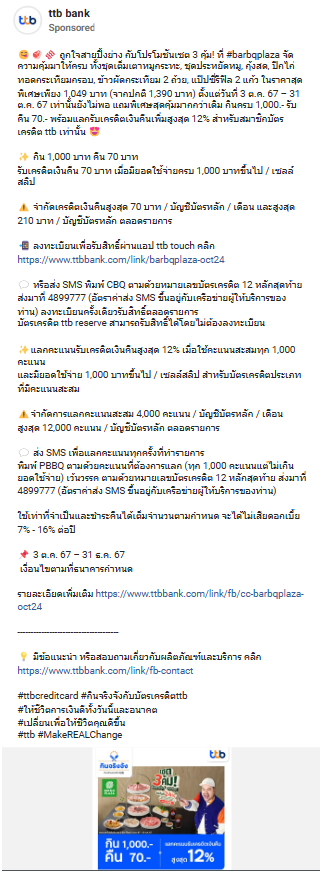 ttb bank
Sponsored
🥰 🥩 🥓 ถูกใจสายปิ้งย่าง คับโปรโมชันเซต 3 คุ้ม! ที่ #barbqplaza จัด
ความคุ้มมาให้ครบ ทั้งชุดเต็มเตาหมูกระทะ, ชุดประหยัดหมู, กุ้งสด, ปีกไก่
ทอดกระเทียมกรอบ, ข้าวผัดกระเทียม 2 ถ้วย, แป๊ปซี่รีฟิล 2 แก้ว ในราคาสุด
พิเศษเพียง 1,049 บาท (จากปกติ 1,390 บาท) ตั้งแต่วันที่ 3 ต.ค. 67 – 31
ต.ค. 67 เท่านั้นยังไม่พอ แถมพิเศษสุดคุ้มมากกว่าเดิม กินครบ 1,000.- รับ
คืน 70.- พร้อมแลกรับเครดิตเงินคืนเพิ่มสูงสุด 12% สำหรับสมาชิกบัตร
เครดิต ttb เท่านั้น 😍
✨ กิน 1,000 บาท คืน 70 บาท
รับเครดิตเงินคืน 70 บาท เมื่อมียอดใช้จ่ายครบ 1,000 บาทขึ้นไป / เซลล์
สลิป
⚠️ จำกัดเครดิตเงินคืนสูงสุด 70 บาท / บัญชีบัตรหลัก / เดือน และสูงสุด
210 บาท / บัญชีบัตรหลัก ตลอดรายการ
📲 ลงทะเบียนเพื่อรับสิทธิ์ผ่านแอป ttb touch คลิก
https://www.ttbbank.com/link/barbqplaza-oct24
💬 หรือส่ง SMS พิมพ์ CBQ ตามด้วยหมายเลขบัตรเครดิต 12 หลักสุดท้าย
ส่งมาที่ 4899777 (อัตราค่าส่ง SMS ขึ้นอยู่กับเครือข่ายผู้ให้บริการของ
ท่าน) ลงทะเบียนครั้งเดียวรับสิทธิ์ตลอดรายการ
บัตรเครดิต ttb reserve สามารถรับสิทธิ์ได้โดยไม่ต้องลงทะเบียน
✨ แลกคะแนนรับเครดิตเงินคืนสูงสุด 12% เมื่อใช้คะแนนสะสมทุก 1,000
คะแนน
และมียอดใช้จ่าย 1,000 บาทขึ้นไป / เซลล์สลิป สำหรับบัตรเครดิตประเภท
ที่มีคะแนนสะสม
⚠️ จำกัดการแลกคะแนนสะสม 4,000 คะแนน / บัญชีบัตรหลัก / เดือน
สูงสุด 12,000 คะแนน / บัญชีบัตรหลัก ตลอดรายการ
💬 ส่ง SMS เพื่อแลกคะแนนทุกครั้งที่ทำรายการ
พิมพ์ PBBQ ตามด้วยคะแนนที่ต้องการแลก (ทุก 1,000 คะแนนแต่ไม่เกิน
ยอดใช้จ่าย) เว้นวรรค ตามด้วยหมายเลขบัตรเครดิต 12 หลักสุดท้าย ส่งมาที่
4899777 (อัตราค่าส่ง SMS ขึ้นอยู่กับเครือข่ายผู้ให้บริการของท่าน)
ใช้เท่าที่จำเป็นและชำระคืนได้เต็มจำนวนตามกำหนด จะได้ไม่เสียดอกเบี้ย
7% - 16% ต่อปี
📌 3 ต.ค. 67 – 31 ธ.ค. 67
เงื่อนไขตามที่ธนาคารกำหนด
รายละเอียดเพิ่มเติม https://www.ttbbank.com/link/fb/cc-barbqplaza-
oct24
------------------------------------
💡 มีข้อแนะนำ หรือสอบถามเกี่ยวกับผลิตภัณฑ์และบริการ คลิก
https://www.ttbbank.com/link/fb-contact
#ttbcreditcard #กินจริงจังกับบัตรเครดิตttb
#ให้ชีวิตการเงินดีทั้งวันนี้และอนาคต
#เปลี่ยนเพื่อให้ชีวิตคุณดีขึ้น
#ttb #MakeREALChange
กินจริงจัง
ttb
เซต
3 คุ้ม!
กิน 1,000.-
คืน 70.-
แลกคะแนนรับเครดิตเงินคืน
สูงสุด 12%